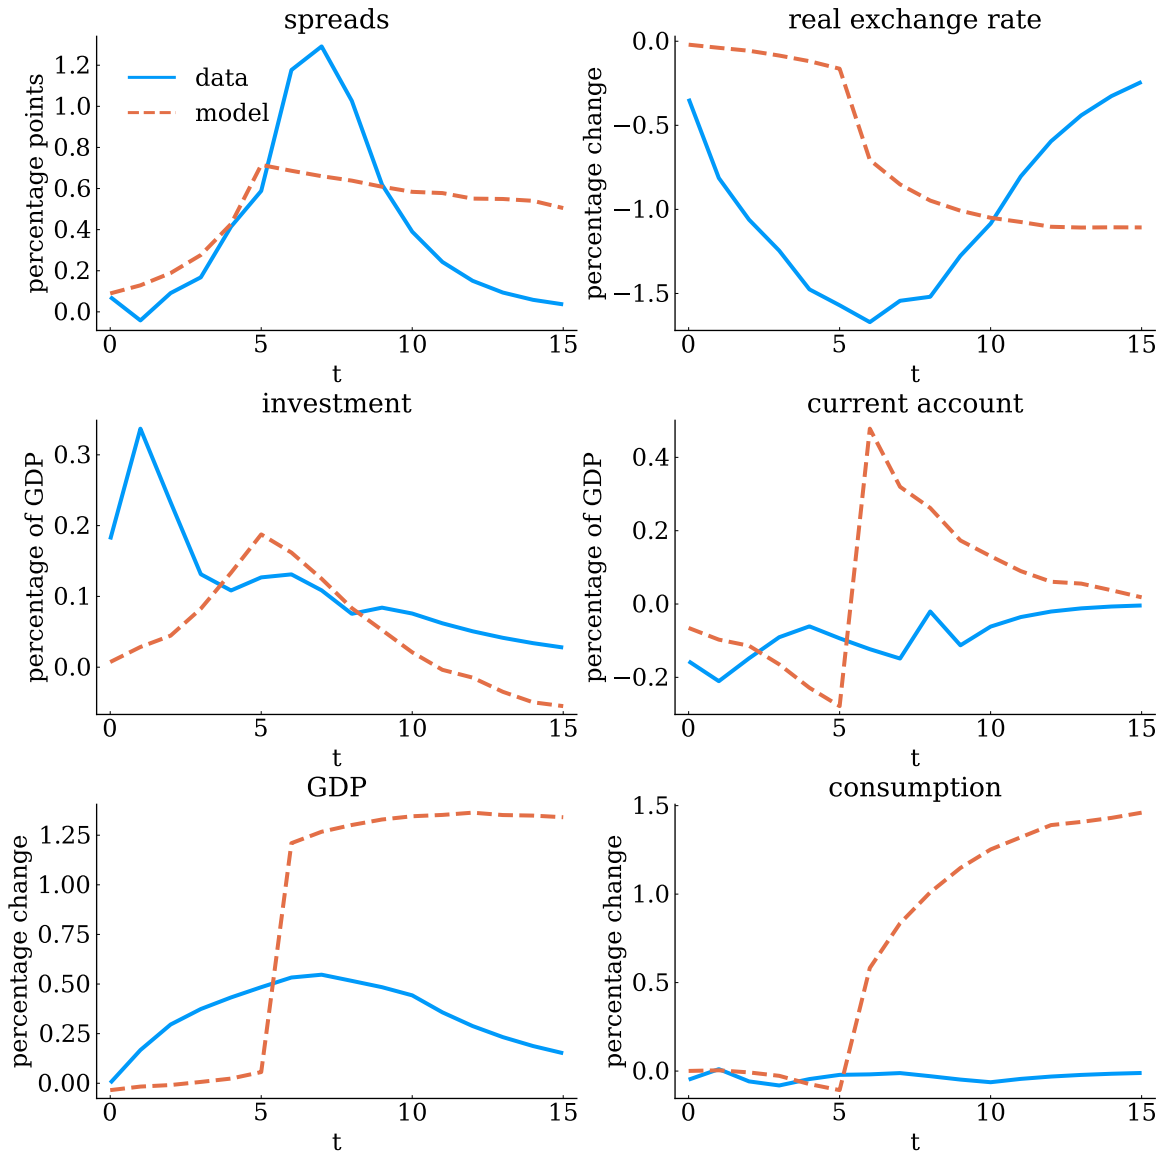 spreads
percentage points
1.2
1.0
0.8
0.6
0.4
0.2
0.0
data
model
0 5 10 15
t
real exchange rate
percentage change
0.0
−0.5
−1.0
−1.5
0 5 10 15
t
investment
percentage of GDP
0.3
0.2
0.1
0.0
0 5 10 15
t
current account
percentage of GDP
0.4
0.2
0.0
−0.2
0 5 10 15
t
GDP
percentage change
1.25
1.00
0.75
0.50
0.25
0.00
0 5 10 15
t
consumption
percentage change
1.5
1.0
0.5
0.0
0 5 10 15
t